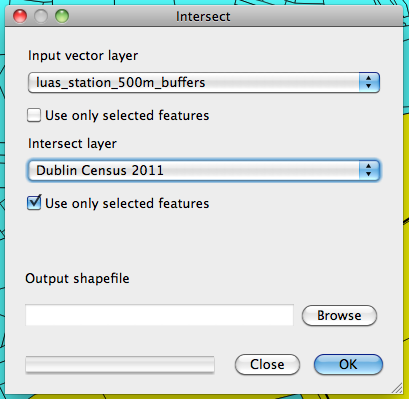 Intersect
Input vector layer
luas_station_500m_buffers
Use only selected features
Intersect layer
Dublin Census 2011
Use only selected features
Output shapefile
Browse
Close
OK